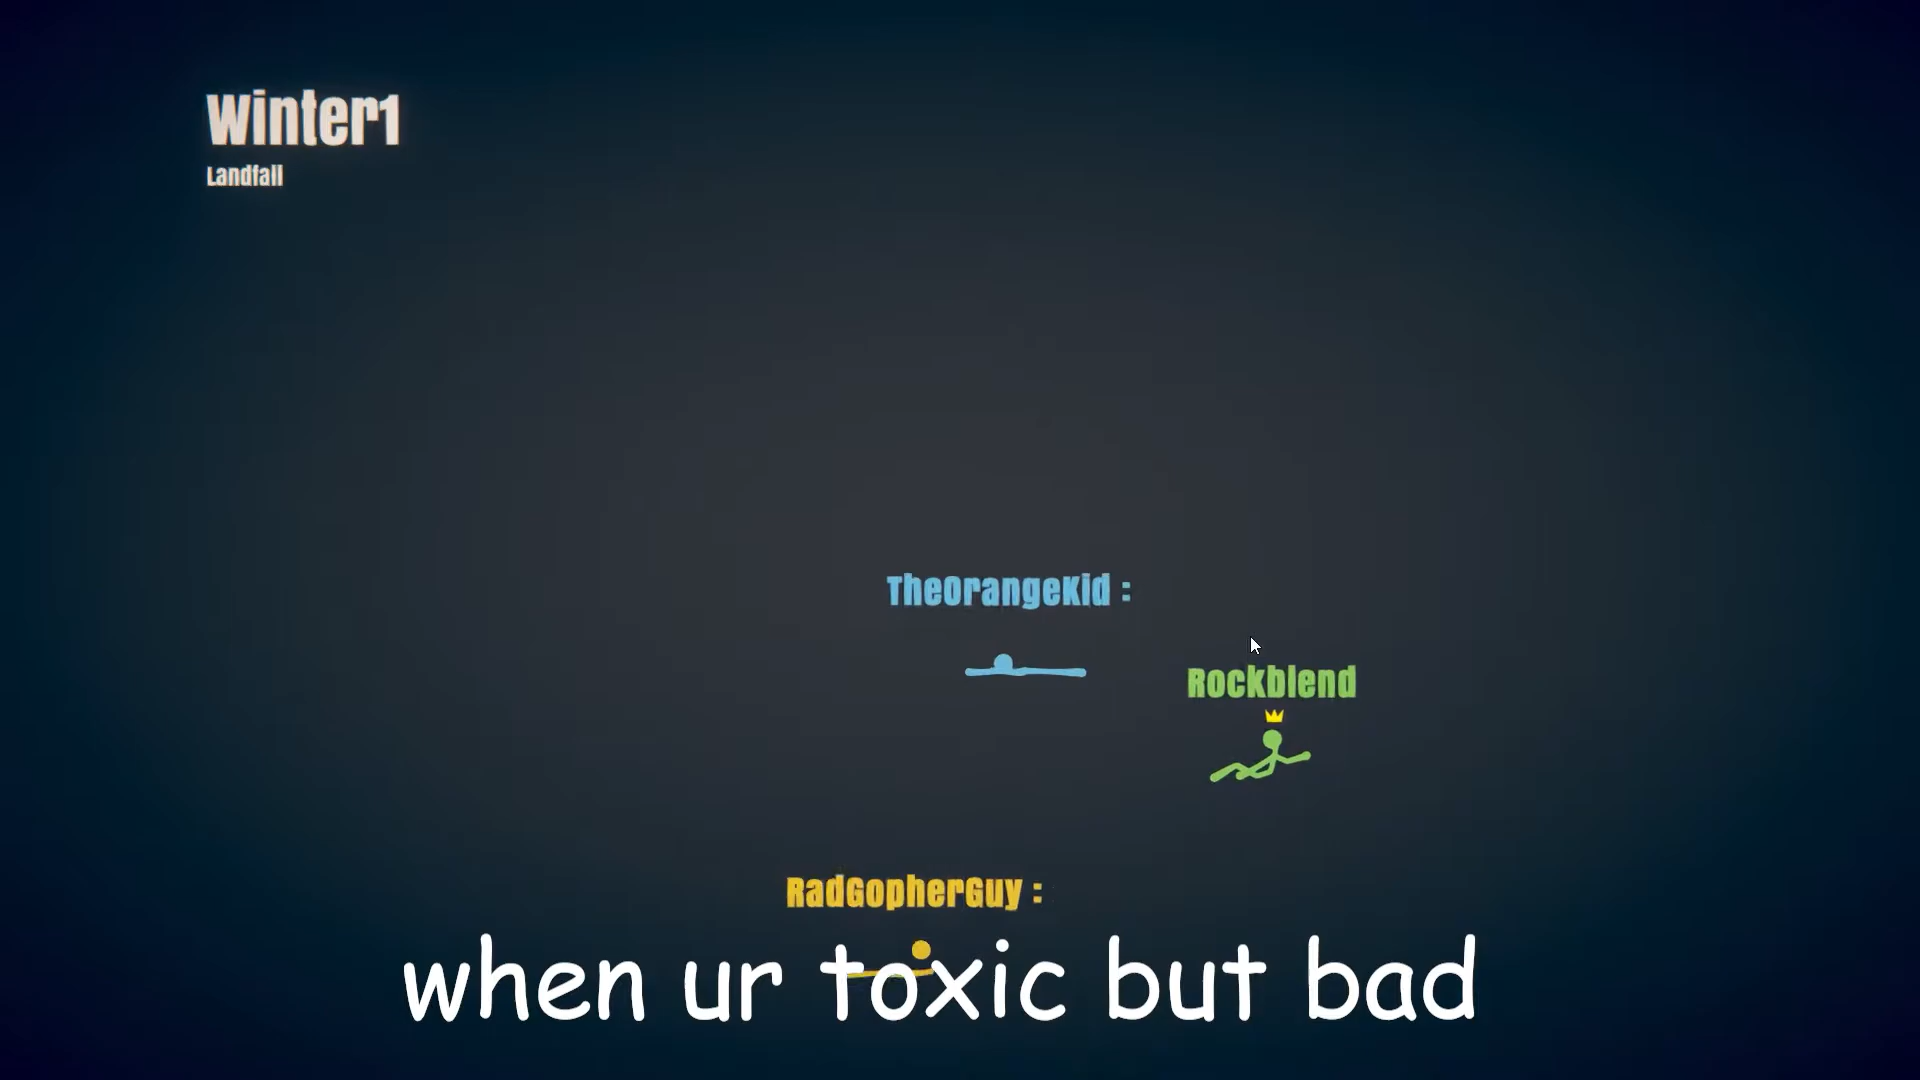 Winter1
Landfall
TheOrangeKid :
Rockblend
RadGopherGuy :
when ur toxic but bad